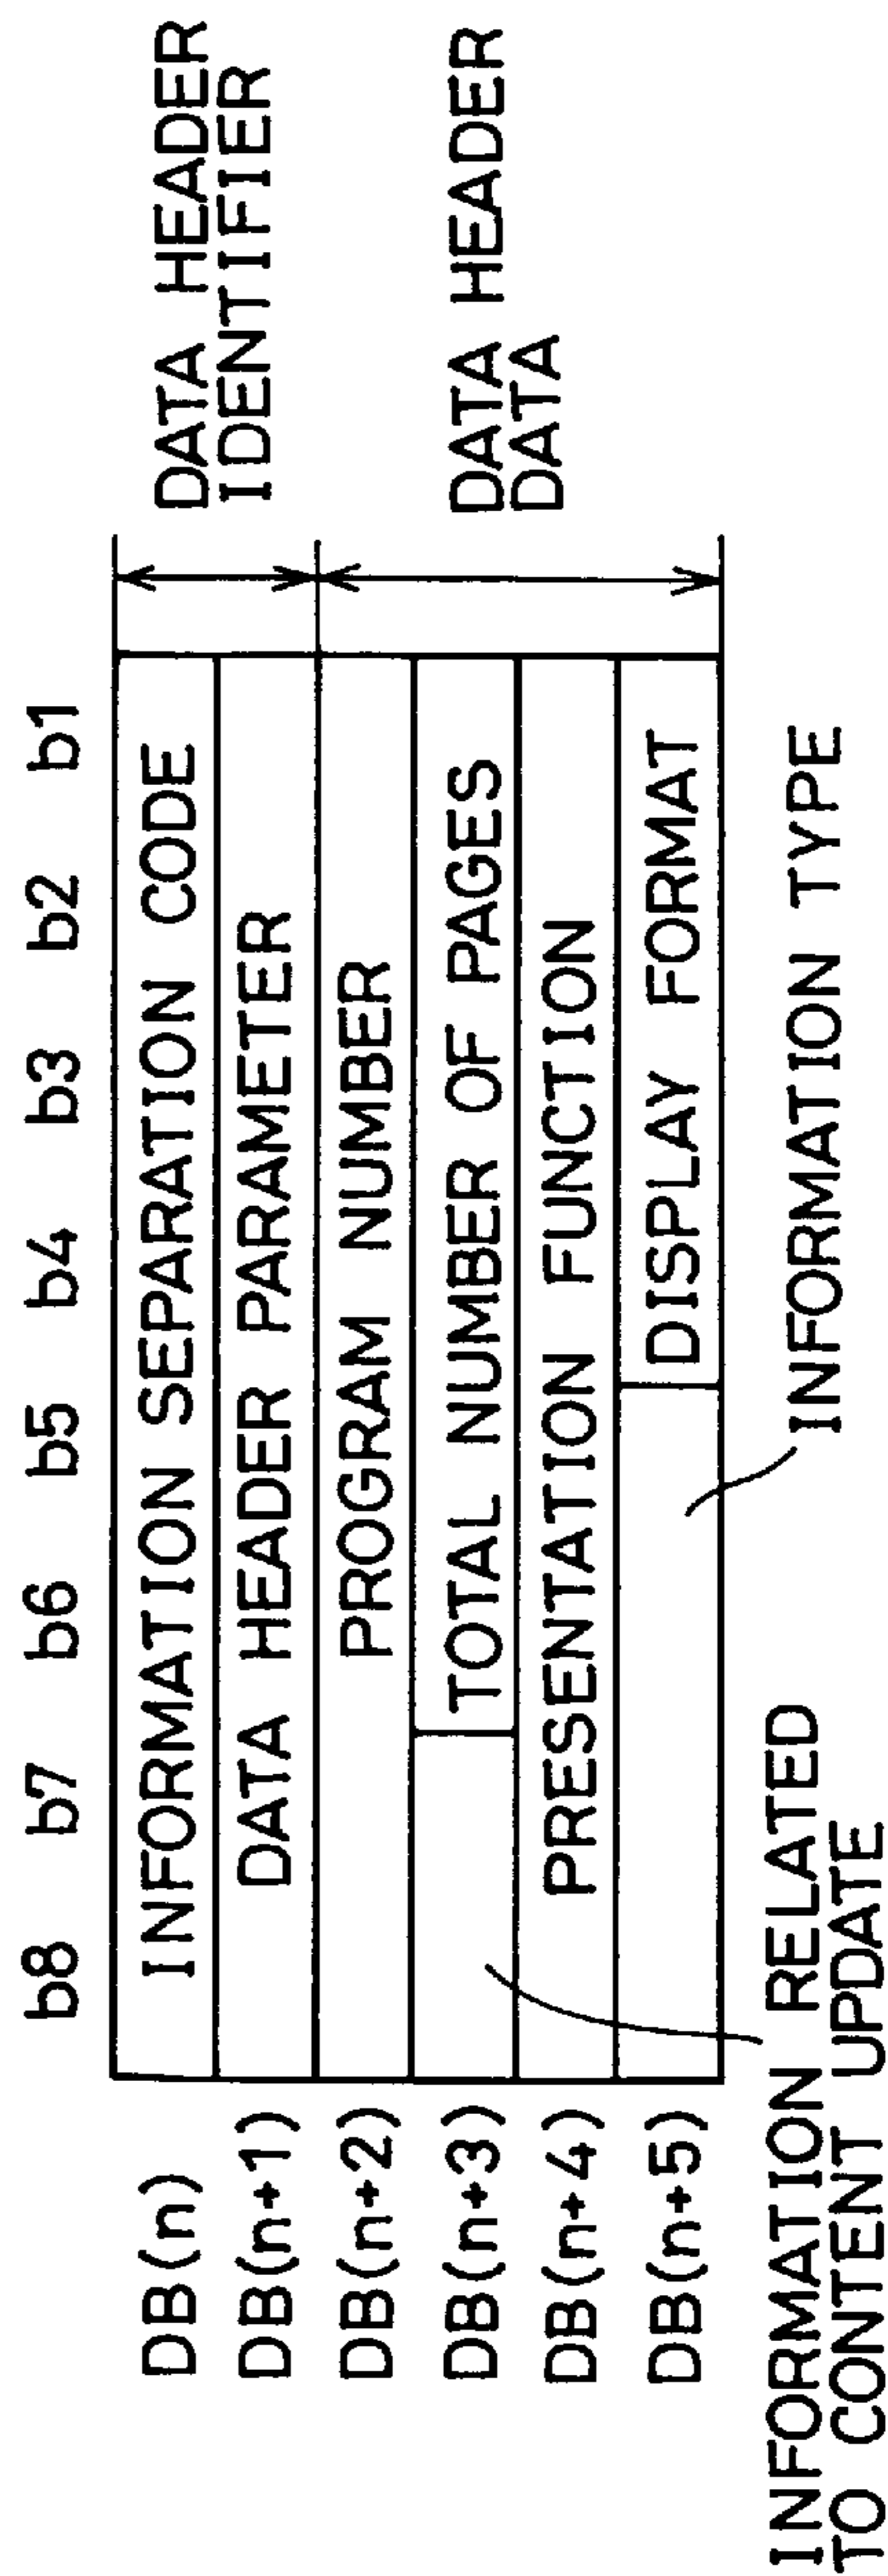 b8 b7 b6 b5 b4 b3 b2 b1
DB(n) INFORMATION SEPARATION CODE
DB(n+1) DATA HEADER PARAMETER
DB(n+2) PROGRAM NUMBER
DB(n+3) TOTAL NUMBER OF PAGES
DB(n+4) PRESENTATION FUNCTION
DB(n+5) DISPLAY FORMAT
DATA HEADER
IDENTIFIER
DATA HEADER
DATA
INFORMATION TYPE
INFORMATION RELATED
TO CONTENT UPDATE